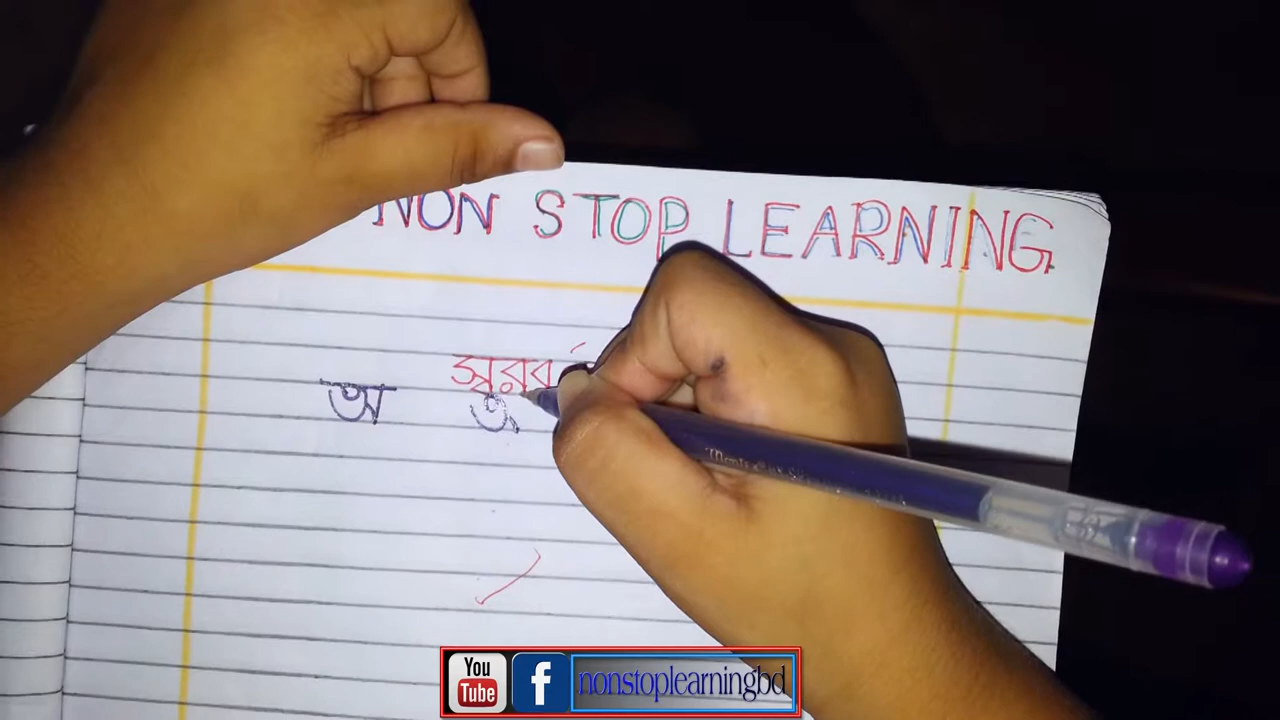 NON STOP LEARNING
স্বরবর্
অ
You
Tube
f
nonstoplearningbd